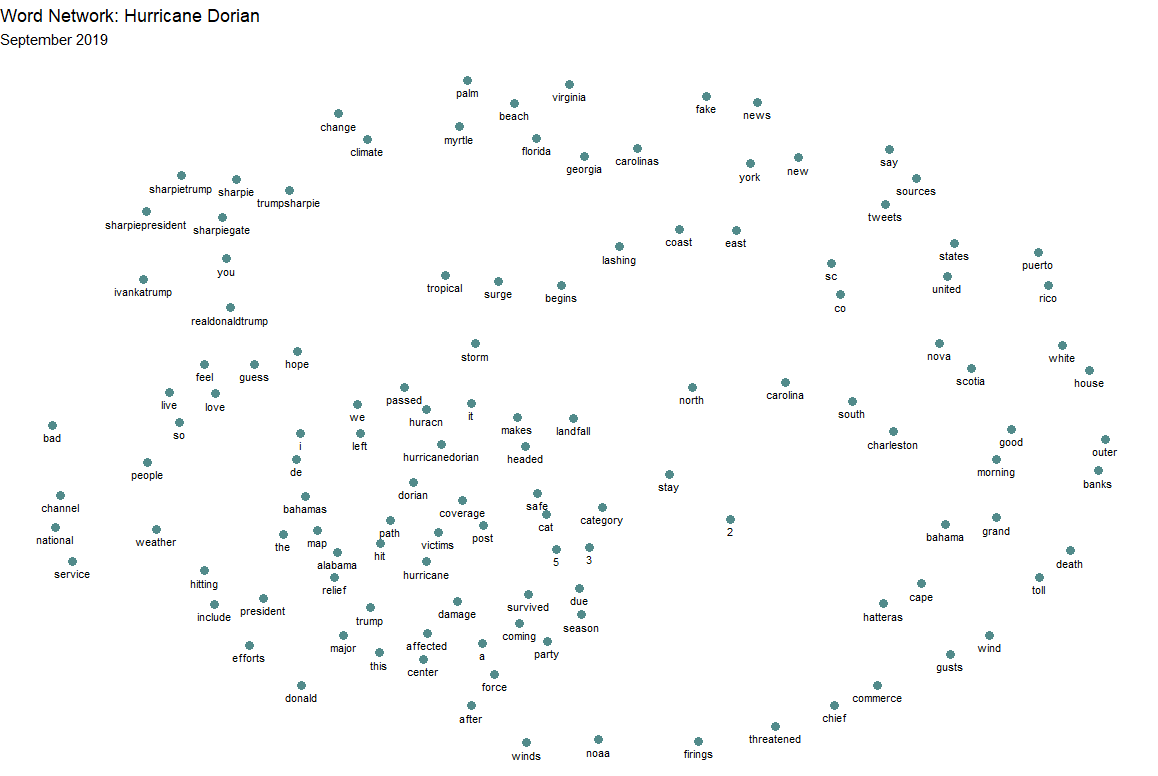 Word Network: Hurricane Dorian
September 2019
palm
virginia
beach
fake
news
change
myrtle
climate
florida
georgia
carolinas
york
new
say
sharpietrump
sharpie
trumpsharpie
sources
tweets
sharpiepresident
sharpiegate
coast
east
lashing
states
puerto
you
sc
ivankatrump
tropical
surge
begins
united
rico
co
realdonaldtrump
storm
nova
white
hope
scotia
house
feel
guess
passed
north
carolina
live
love
we
huracn
it
south
so
makes
landfall
bad
i
left
hurricanedorian
headed
charleston
good
outer
people
de
morning
banks
stay
channel
bahamas
dorian
coverage
safe
cat
category
national
weather
the
map
path
victims
post
2
bahama
grand
service
alabama
hit
hurricane
5
3
death
hitting
relief
toll
include
president
trump
damage
survived
due
cape
season
hatteras
efforts
major
affected
coming
party
wind
this
center
a
gusts
donald
force
commerce
after
chief
winds
noaa
firings
threatened